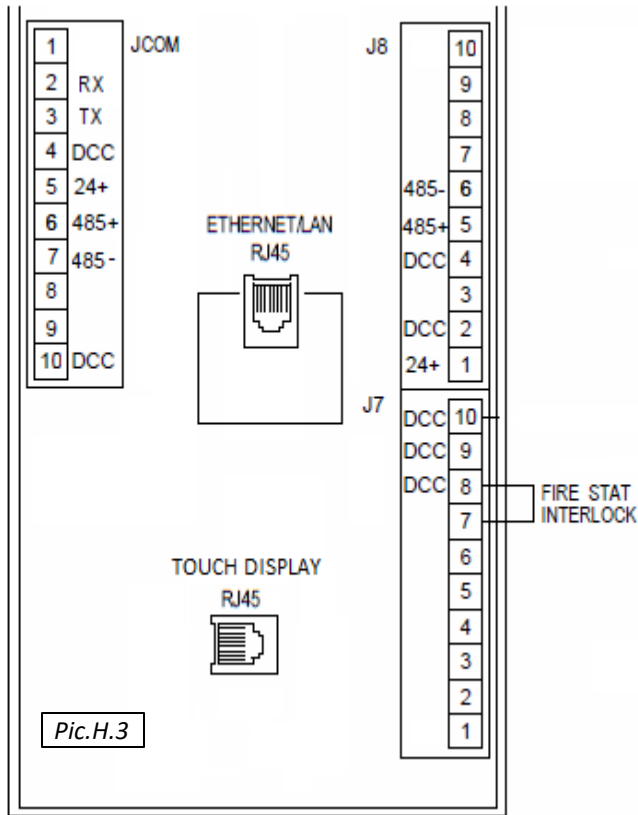 JCOM
1
2 RX
3 TX
4 DCC
5 24+
6 485+
7 485-
8
9
10 DCC
ETHERNET/LAN
RJ45
J8
10
9
8
7
485- 6
485+ 5
DCC 4
3
DCC 2
24+ 1
J7
DCC 10
DCC 9
DCC 8
7
6
5
4
3
2
1
FIRE STAT
INTERLOCK
TOUCH DISPLAY
RJ45
Pic.H.3